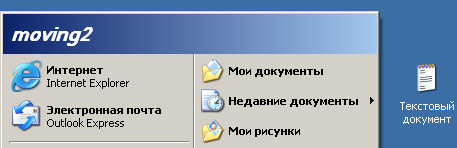 moving2
Интернет
Internet Explorer
Электронная почта
Outlook Express
Мои документы
Недавние документы
Мои рисунки
Текстовый
документ